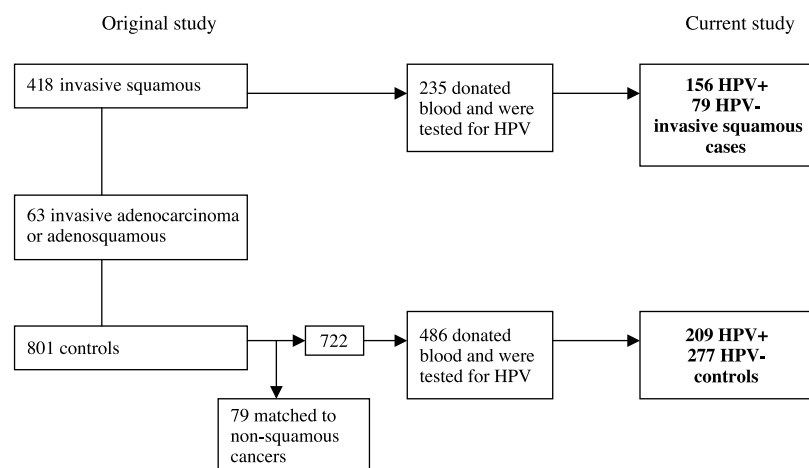 Original study
Current study
418 invasive squamous
235 donated
blood and were
tested for HPV
156 HPV+
79 HPV-
invasive squamous
cases
63 invasive adenocarcinoma
or adenosquamous
801 controls
722
486 donated
blood and were
tested for HPV
209 HPV+
277 HPV-
controls
79 matched to
non-squamous
cancers